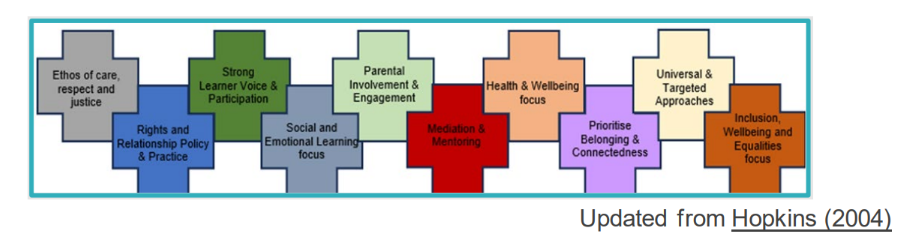 Ethos of care,
respect and
justice
Rights and
Relationship Policy
& Practice
Strong
Learner Voice &
Participation
Social and
Emotional Learning
focus
Parental
Involvement &
Engagement
Mediation &
Mentoring
Health & Wellbeing
focus
Prioritise
Belonging &
Connectedness
Universal &
Targeted
Approaches
Inclusion,
Wellbeing and
Equalities
focus
Updated from Hopkins (2004)